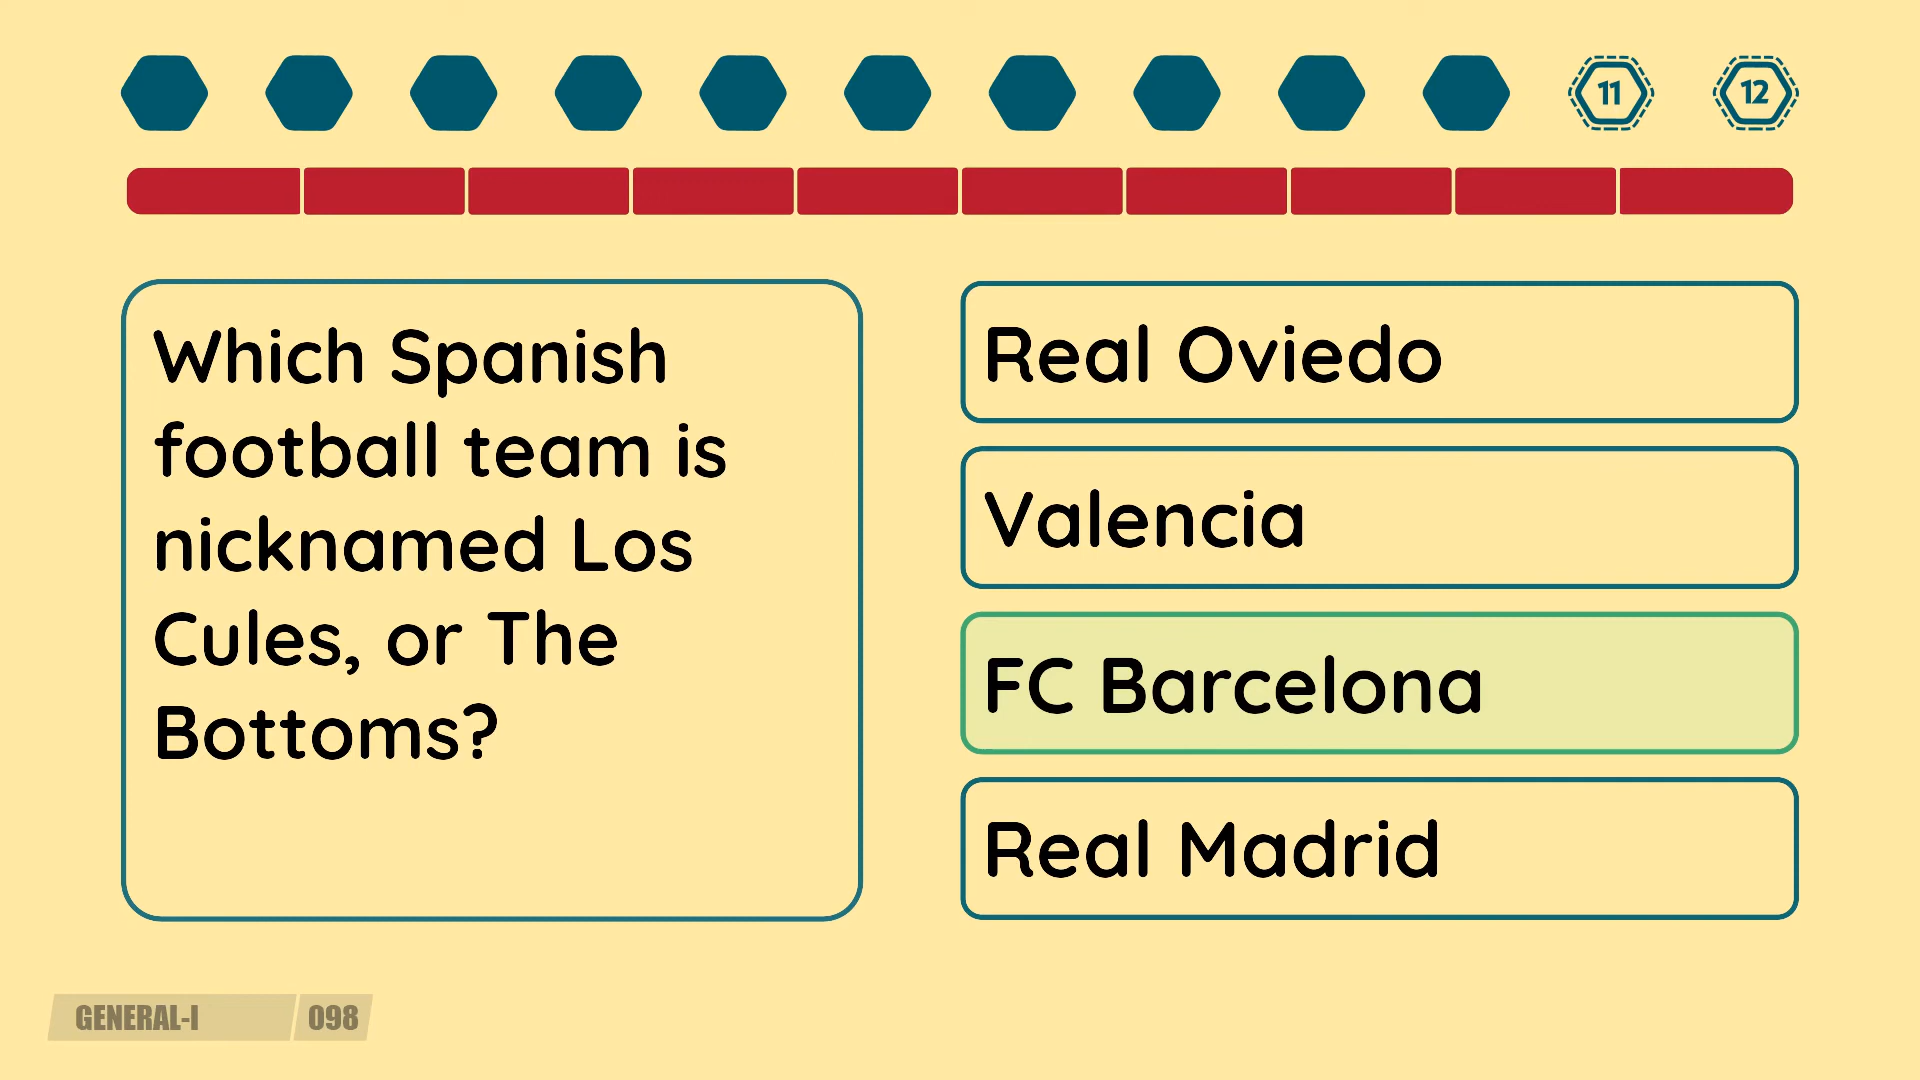 11
12
Which Spanish
football team is
nicknamed Los
Cules, or The
Bottoms?
Real Oviedo
Valencia
FC Barcelona
Real Madrid
GENERAL-I 098